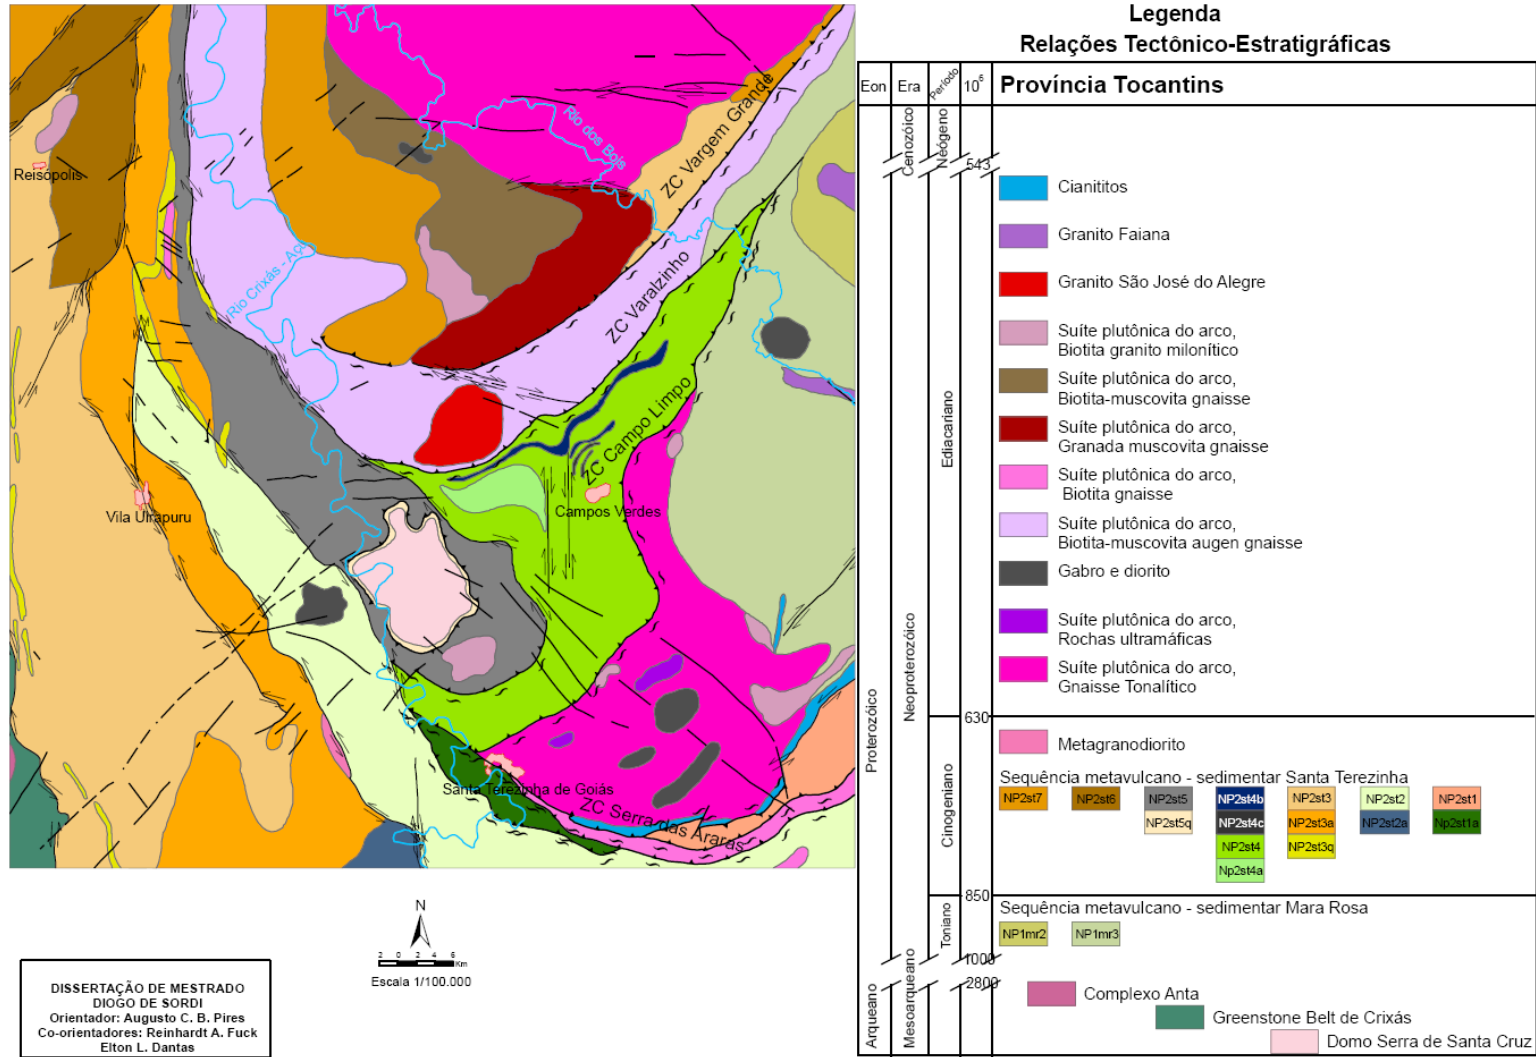 Reisópolis
Rio Crixás - Açu
Rio dos Bois
ZC Vargem Grande
ZC Varalzinho
ZC Campo Limpo
Vila Uirapuru
Campos Verdes
Santa Terezinha de Goiás
ZC Serra das Araras
N
2 0 2 4 6
Km
Escala 1/100.000
DISSERTAÇÃO DE MESTRADO
DIOGO DE SORDI
Orientador: Augusto C. B. Pires
Co-orientadores: Reinhardt A. Fuck
Elton L. Dantas
Legenda
Relações Tectônico-Estratigráficas
Eon Era Período 10⁶ Província Tocantins
Cenozóico Neógeno
543
Proterozóico Neoproterozóico Ediacariano
Cianititos
Granito Faiana
Granito São José do Alegre
Suíte plutônica do arco,
Biotita granito milonítico
Suíte plutônica do arco,
Biotita-muscovita gnaisse
Suíte plutônica do arco,
Granada muscovita gnaisse
Suíte plutônica do arco,
Biotita gnaisse
Suíte plutônica do arco,
Biotita-muscovita augen gnaisse
Gabro e diorito
Suíte plutônica do arco,
Rochas ultramáficas
Suíte plutônica do arco,
Gnaisse Tonalítico
630
Cinogeniano
Metagranodiorito
Sequência metavulcano - sedimentar Santa Terezinha
NP2st7 NP2st6 NP2st5 NP2st4b NP2st3 NP2st2 NP2st1
NP2st5q NP2st4c NP2st3a NP2st2a Np2st1a
NP2st4 NP2st3q
Np2st4a
850
Toniano
Sequência metavulcano - sedimentar Mara Rosa
NP1mr2 NP1mr3
1000
2800
Arqueano Mesoarqueano
Complexo Anta
Greenstone Belt de Crixás
Domo Serra de Santa Cruz